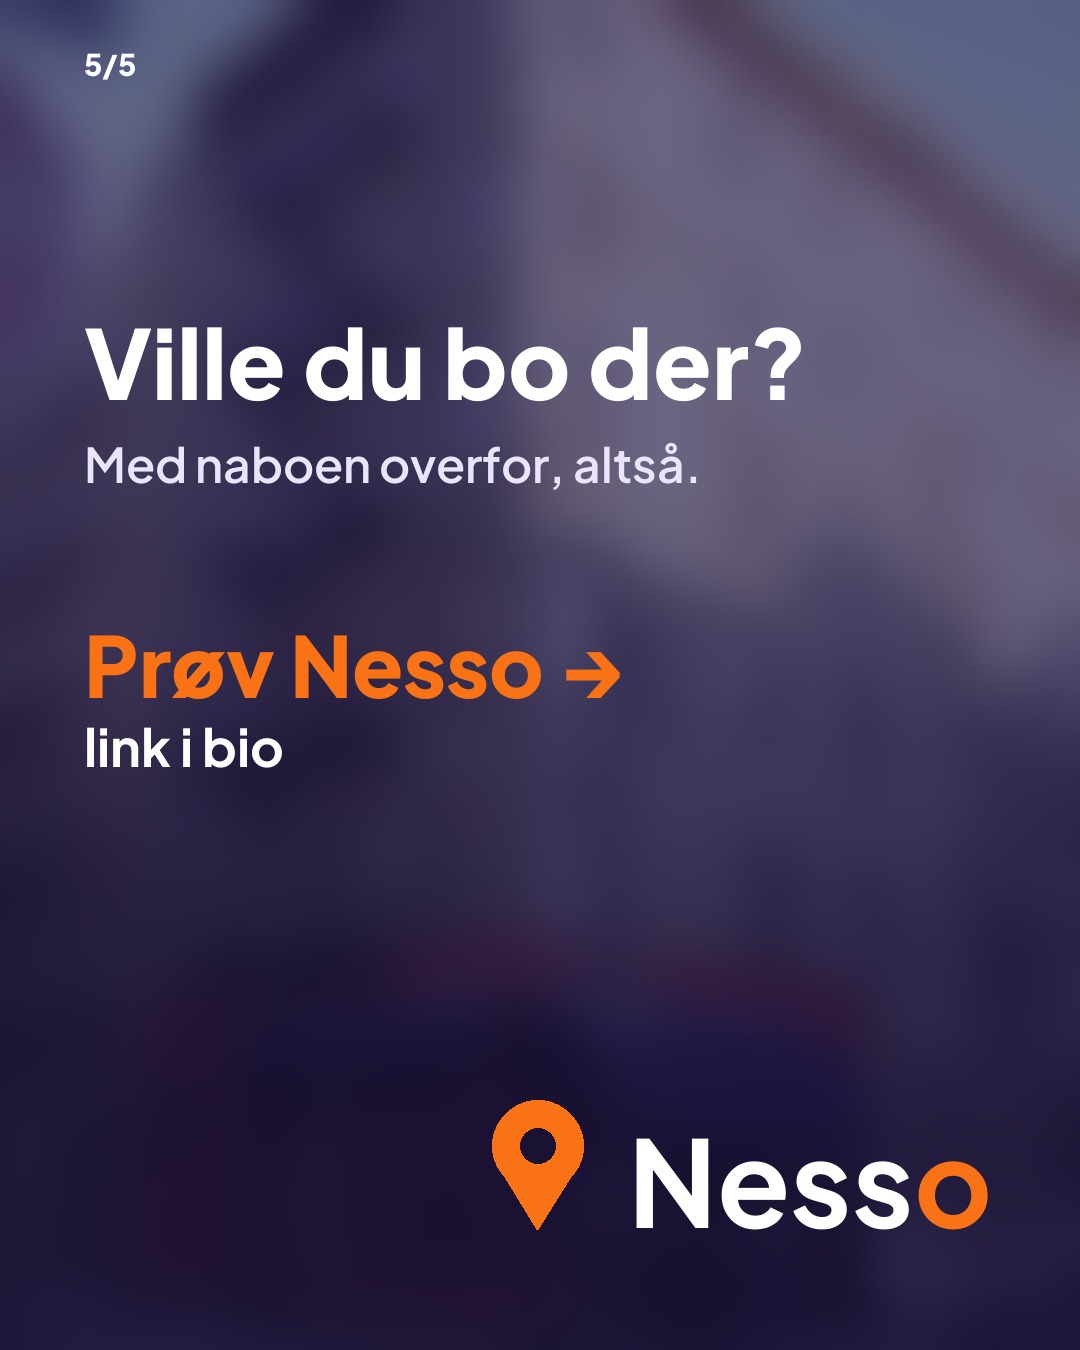 5/5
Ville du bo der?
Med naboen overfor, altså.
Prøv Nesso →
link i bio
Nesso